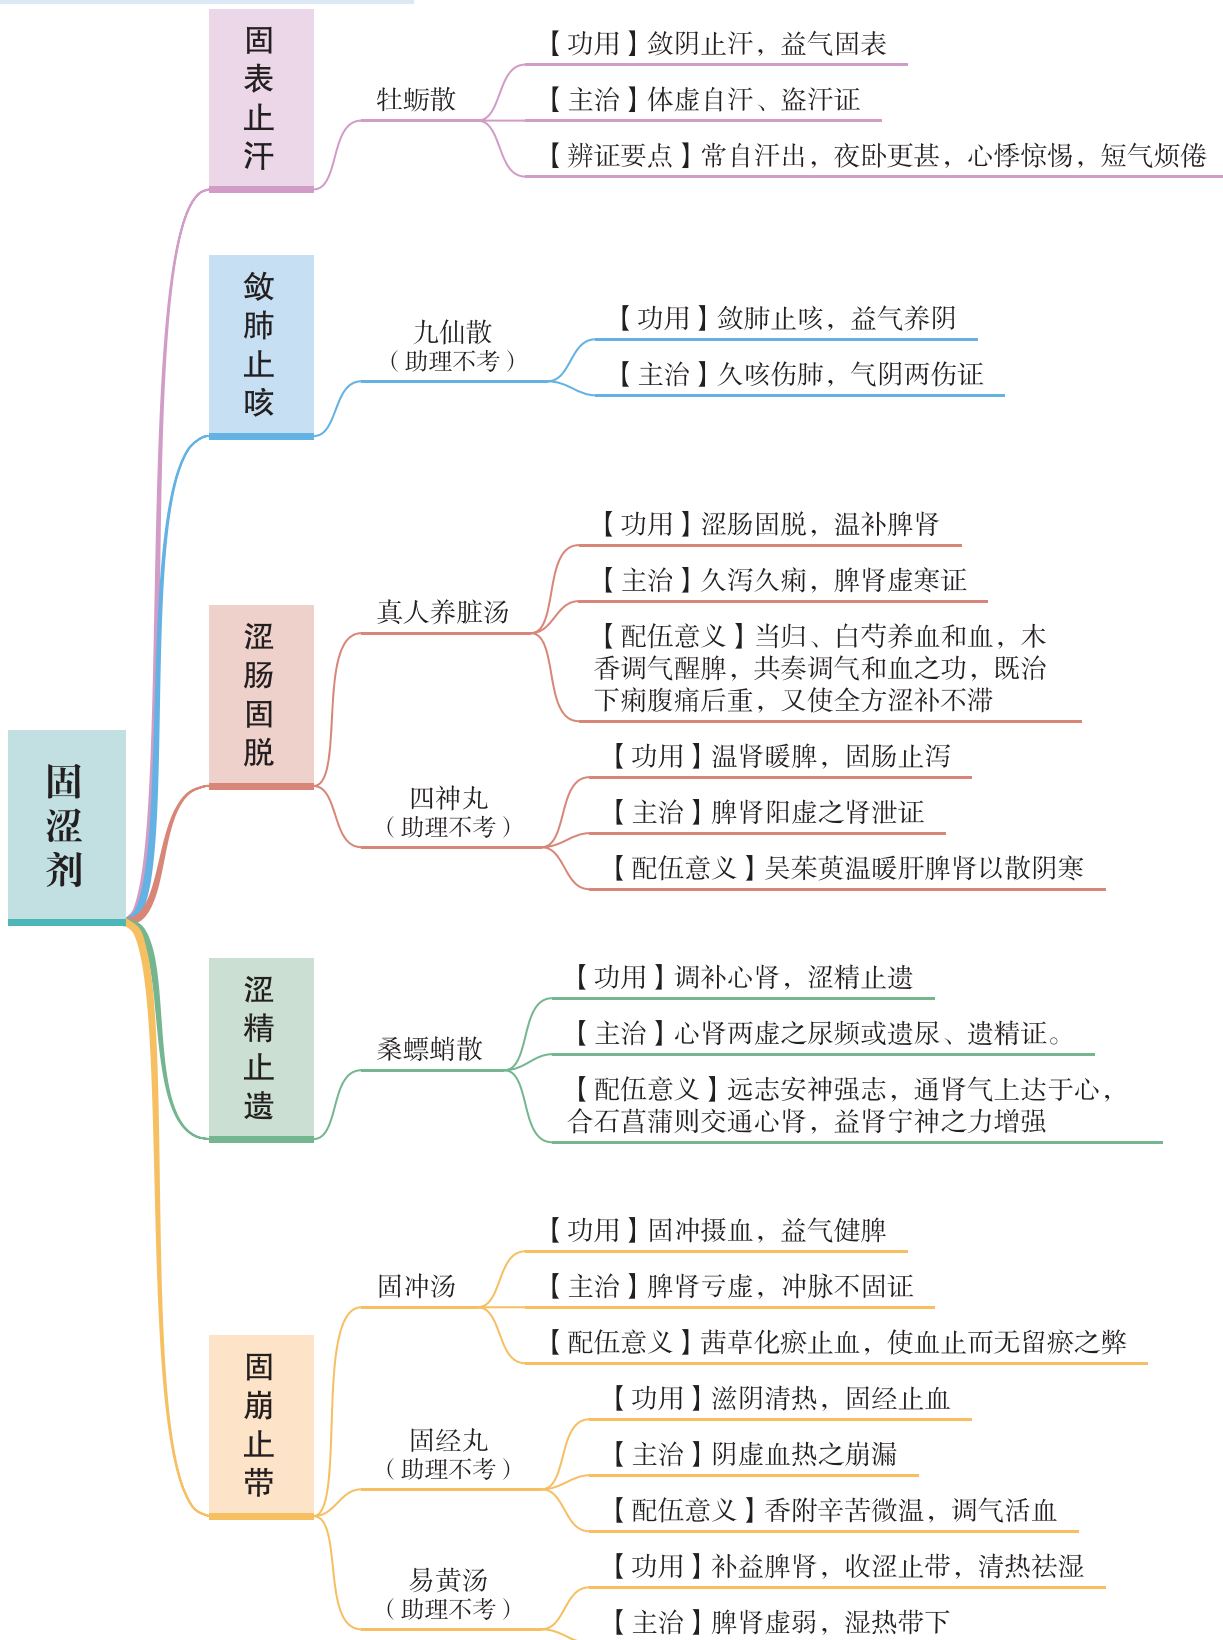 固涩剂
固表止汗
牡蛎散
【功用】敛阴止汗，益气固表
【主治】体虚自汗、盗汗证
【辨证要点】常自汗出，夜卧更甚，心悸惊惕，短气烦倦
敛肺止咳
九仙散
（助理不考）
【功用】敛肺止咳，益气养阴
【主治】久咳伤肺，气阴两伤证
涩肠固脱
真人养脏汤
【功用】涩肠固脱，温补脾肾
【主治】久泻久痢，脾肾虚寒证
【配伍意义】当归、白芍养血和血，木
香调气醒脾，共奏调气和血之功，既治
下痢腹痛后重，又使全方涩补不滞
四神丸
（助理不考）
【功用】温肾暖脾，固肠止泻
【主治】脾肾阳虚之肾泄证
【配伍意义】吴茱萸温暖肝脾肾以散阴寒
涩精止遗
桑螵蛸散
【功用】调补心肾，涩精止遗
【主治】心肾两虚之尿频或遗尿、遗精证。
【配伍意义】远志安神强志，通肾气上达于心，
合石菖蒲则交通心肾，益肾宁神之力增强
固崩止带
固冲汤
【功用】固冲摄血，益气健脾
【主治】脾肾亏虚，冲脉不固证
【配伍意义】茜草化瘀止血，使血止而无留瘀之弊
固经丸
（助理不考）
【功用】滋阴清热，固经止血
【主治】阴虚血热之崩漏
【配伍意义】香附辛苦微温，调气活血
易黄汤
（助理不考）
【功用】补益脾肾，收涩止带，清热祛湿
【主治】脾肾虚弱，湿热带下